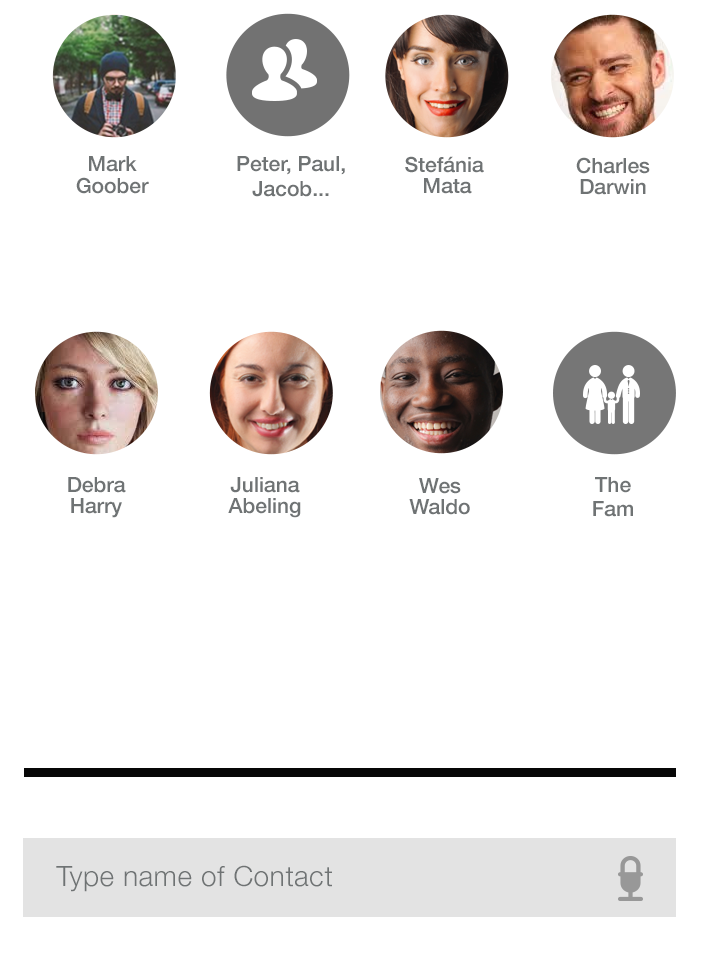 Mark
Goober
Peter, Paul,
Jacob...
Stefánia
Mata
Charles
Darwin
Debra
Harry
Juliana
Abeling
Wes
Waldo
The
Fam
Type name of Contact